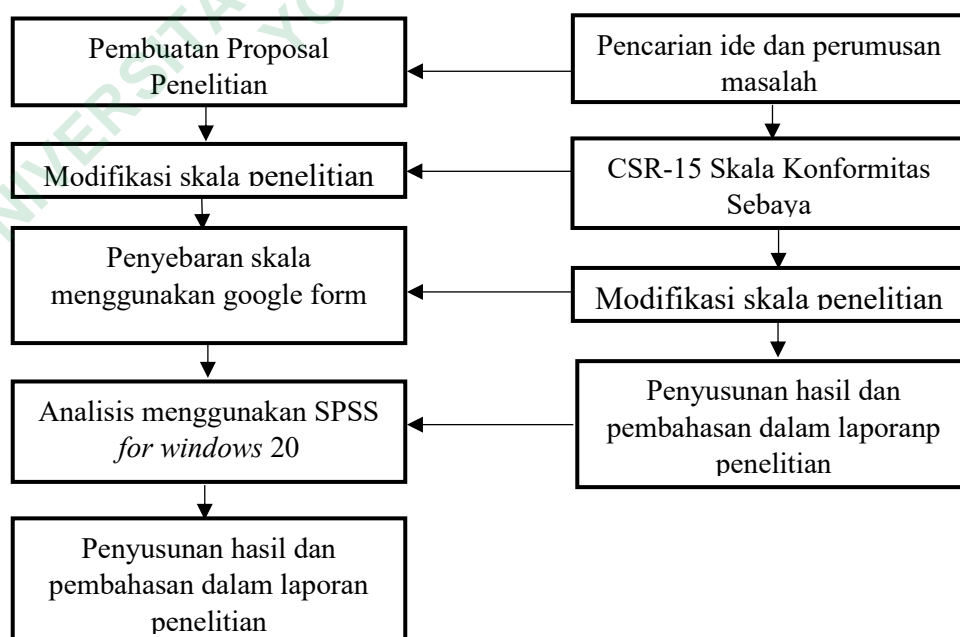 UNIVERSITA
YO
Pembuatan Proposal
Penelitian
Modifikasi skala penelitian
Penyebaran skala
menggunakan google form
Analisis menggunakan SPSS
for windows 20
Penyusunan hasil dan
pembahasan dalam laporan
penelitian
Pencarian ide dan perumusan
masalah
CSR-15 Skala Konformitas
Sebaya
Modifikasi skala penelitian
Penyusunan hasil dan
pembahasan dalam laporanp
penelitian